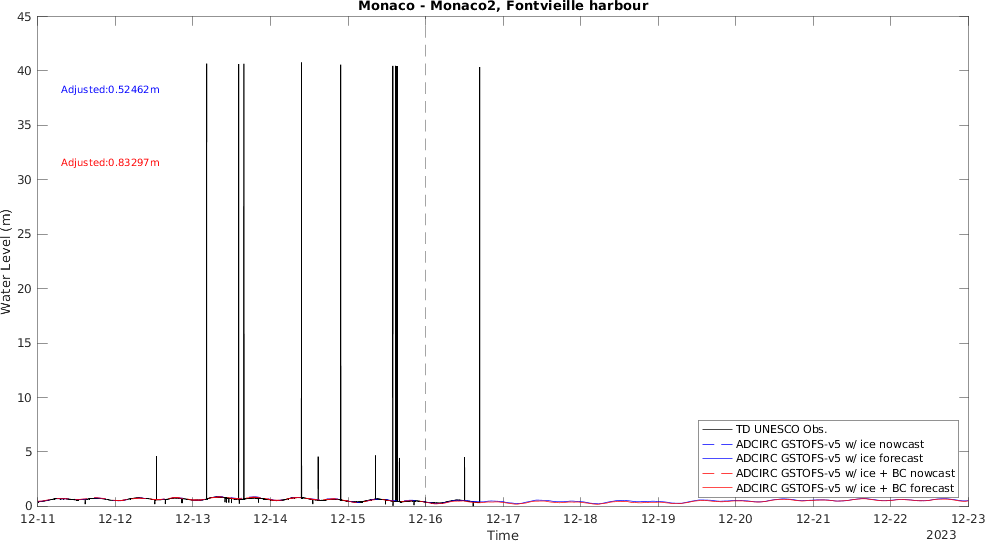 Monaco - Monaco2, Fontvieille harbour
45
40
35
30
25
20
15
10
5
0
Water Level (m)
Adjusted:0.52462m
Adjusted:0.83297m
TD UNESCO Obs.
ADCIRC GSTOFS-v5 w/ ice nowcast
ADCIRC GSTOFS-v5 w/ ice forecast
ADCIRC GSTOFS-v5 w/ ice + BC nowcast
ADCIRC GSTOFS-v5 w/ ice + BC forecast
12-11 12-12 12-13 12-14 12-15 12-16 12-17 12-18 12-19 12-20 12-21 12-22 12-23
Time
2023